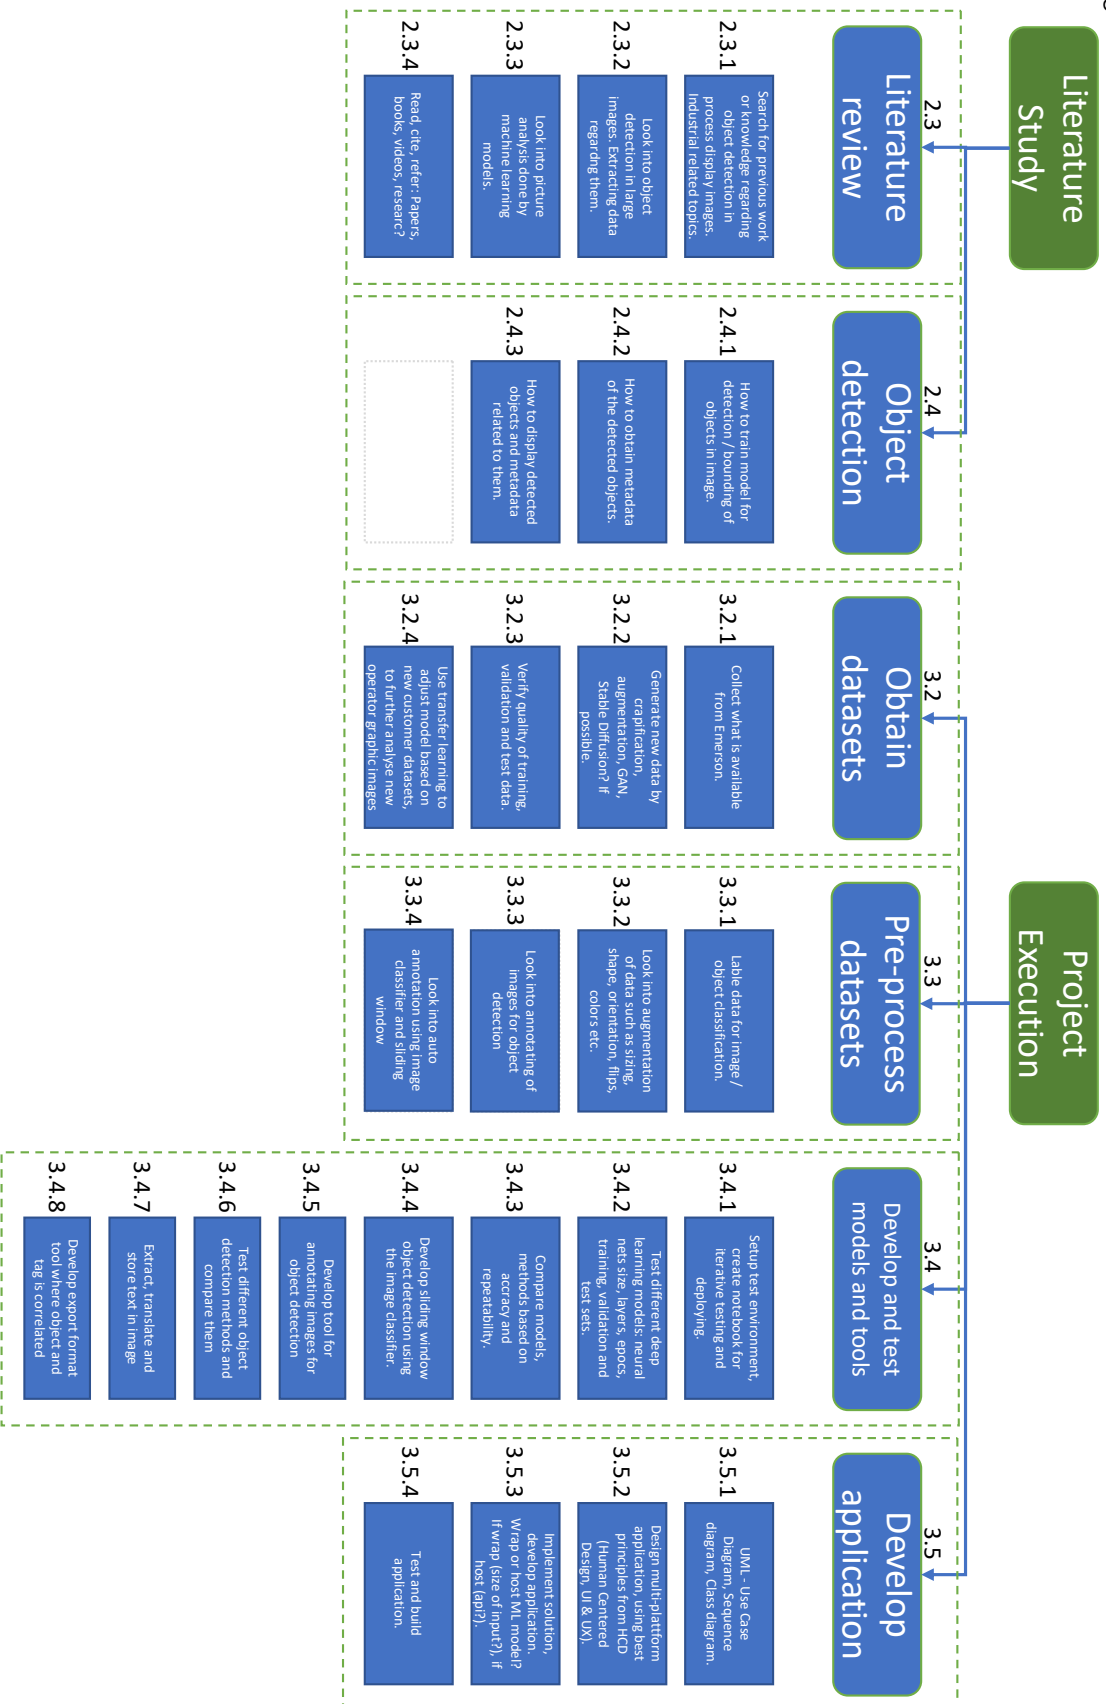 Literature
Study
2.3
Literature
review
2.3.1
Search for previous work
or knowledge regarding
object detection in
process display images.
Industrial related topics.
2.3.2
Look into object
detection in large
images. Extracting data
regardng them.
2.3.3
Look into picture
analysis done by
machine learning
models.
2.3.4
Read, cite, refer: Papers,
books, videos, researc?
2.4
Object
detection
2.4.1
How to train model for
detection / bounding of
objects in image.
2.4.2
How to obtain metadata
of the detected objects.
2.4.3
How to display detected
objects and metadata
related to them.
Project
Execution
3.2
Obtain
datasets
3.2.1
Collect what is available
from Emerson.
3.2.2
Generate new data by
crapification,
augmentation, GAN,
Stable Diffusion? If
possible.
3.2.3
Verify quality of training,
validation and test data.
3.2.4
Use transfer learning to
adjust model based on
new customer datasets,
to further analyse new
operator graphic images
3.3
Pre-process
datasets
3.3.1
Lable data for image /
object classification.
3.3.2
Look into augmentation
of data such as sizing,
shape, orientation, flips,
colors etc.
3.3.3
Look into annotating of
images for object
detection
3.3.4
Look into auto
annotation using image
classifier and sliding
window
3.4
Develop and test
models and tools
3.4.1
Setup test environment,
create notebook for
iterative testing and
deploying.
3.4.2
Test different deep
learning models: neural
nets size, layers, epocs,
training, validation and
test sets.
3.4.3
Compare models,
methods based on
accracy and
repeatability.
3.4.4
Develop sliding window
object detection using
the image classifier.
3.4.5
Develop tool for
annotating images for
object detection
3.4.6
Test different object
detection methods and
compare them
3.4.7
Extract, translate and
store text in image
3.4.8
Develop export format
tool where object and
tag is correlated
3.5
Develop
application
3.5.1
UML - Use Case
Diagram, Sequence
diagram, Class diagram.
3.5.2
Design multi-plattform
application, using best
principles from HCD
(Human Centered
Design, UI & UX).
3.5.3
Implement solution,
develop application.
Wrap or host ML model?
If wrap (size of input?), if
host (api?).
3.5.4
Test and build
application.